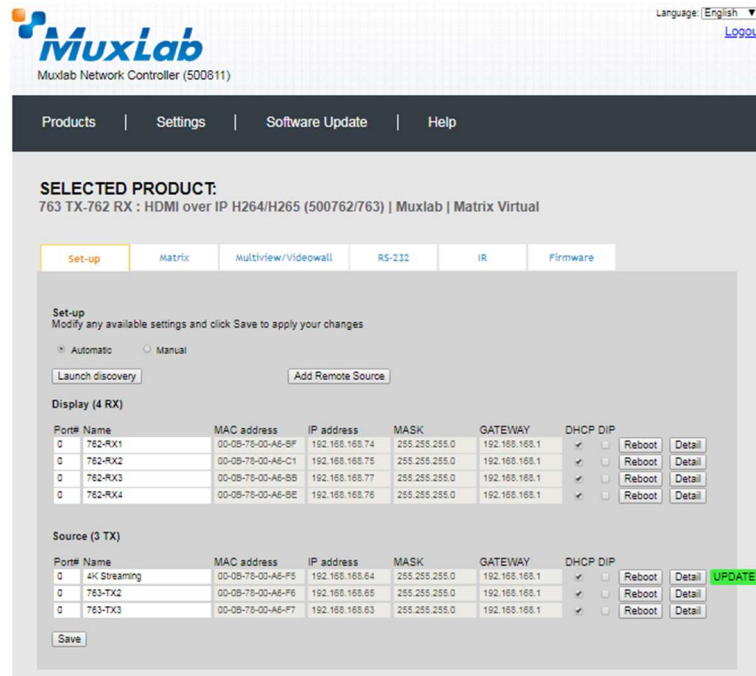 Language: English
Logou
MuxLab
Muxlab Network Controller (500811)
Products | Settings | Software Update | Help
SELECTED PRODUCT:
763 TX-762 RX : HDMI over IP H264/H265 (500762/763) | Muxlab | Matrix Virtual
Set-up Matrix Multiview/Videowall RS-232 IR Firmware
Set-up
Modify any available settings and click Save to apply your changes
Automatic Manual
Launch discovery Add Remote Source
Display (4 RX)
Port# Name MAC address IP address MASK GATEWAY DHCP DIP
0 762-RX1 00-0B-78-00-A6-BF 192.168.168.74 255.255.255.0 192.168.168.1 Reboot Detail
0 762-RX2 00-0B-78-00-A6-C1 192.168.168.75 255.255.255.0 192.168.168.1 Reboot Detail
0 762-RX3 00-0B-78-00-A6-BB 192.168.168.77 255.255.255.0 192.168.168.1 Reboot Detail
0 762-RX4 00-0B-78-00-A6-BE 192.168.168.76 255.255.255.0 192.168.168.1 Reboot Detail
Source (3 TX)
Port# Name MAC address IP address MASK GATEWAY DHCP DIP
0 4K Streaming 00-0B-78-00-A6-F5 192.168.168.64 255.255.255.0 192.168.168.1 Reboot Detail UPDATE
0 763-TX2 00-0B-78-00-A6-F6 192.168.168.65 255.255.255.0 192.168.168.1 Reboot Detail
0 763-TX3 00-0B-78-00-A6-F7 192.168.168.63 255.255.255.0 192.168.168.1 Reboot Detail
Save